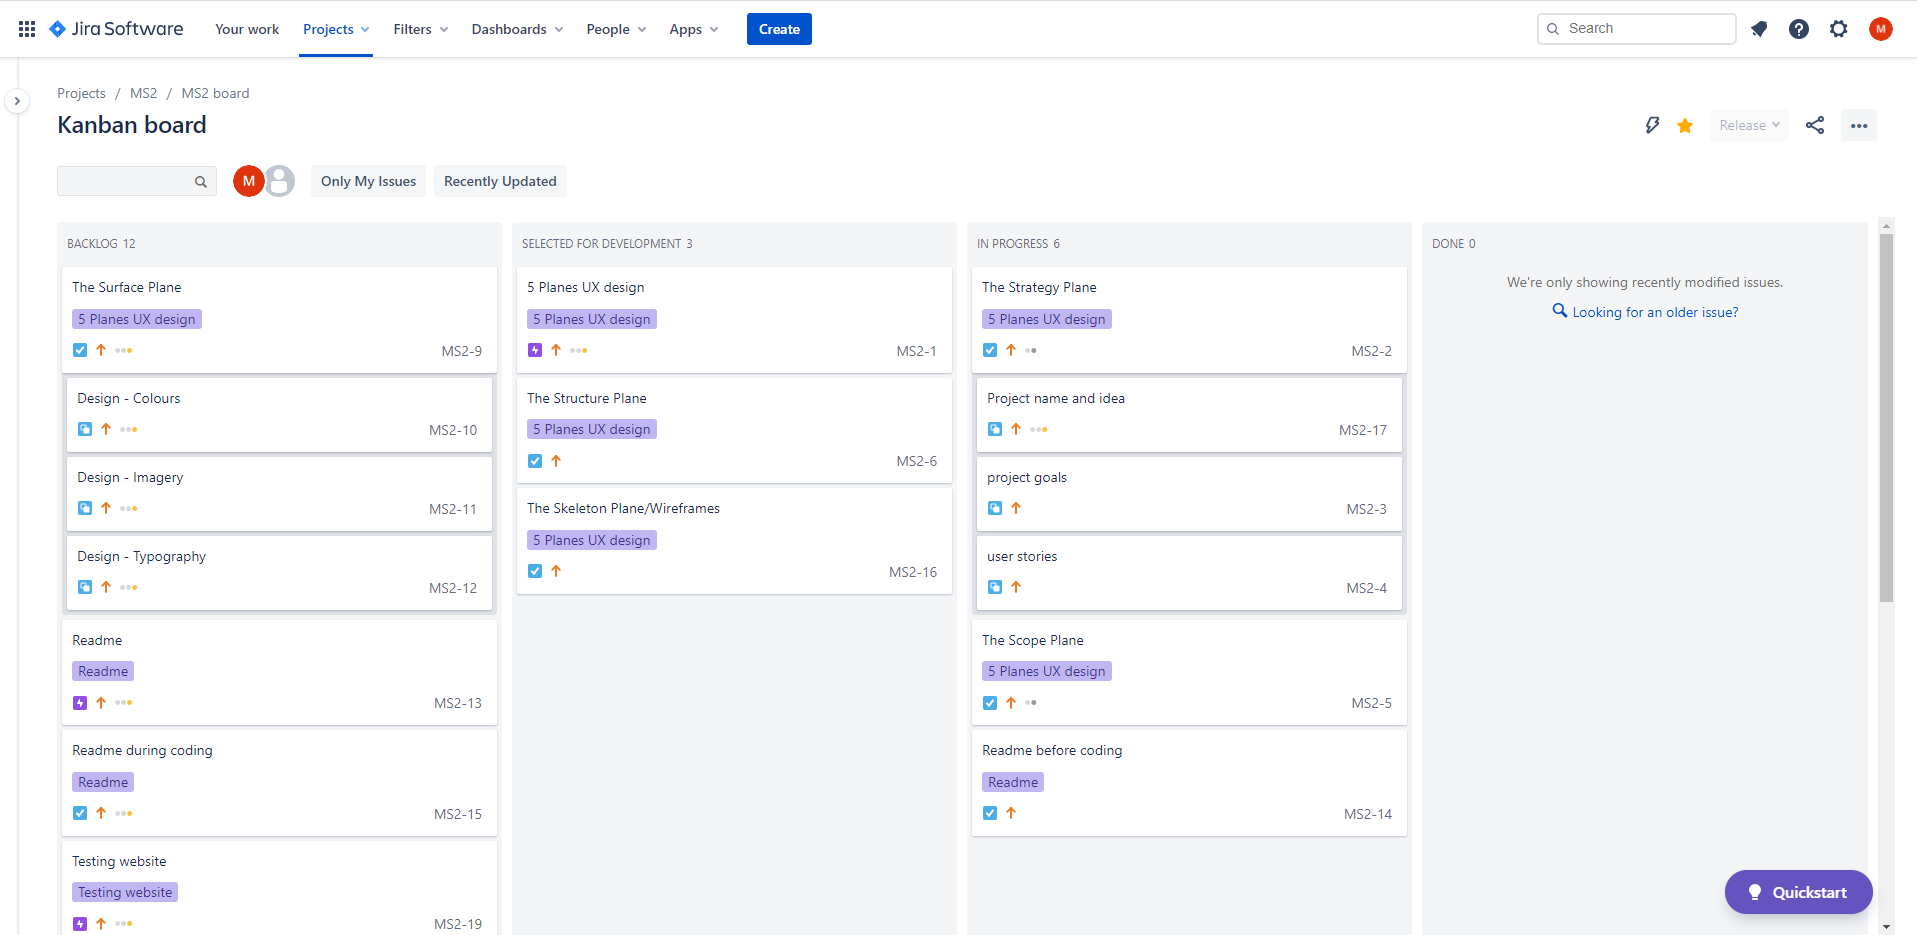 Jira Software
Your work
Projects
Filters
Dashboards
People
Apps
Create
Search
M
Projects / MS2 / MS2 board
Kanban board
Release
M
Only My Issues
Recently Updated
BACKLOG 12
The Surface Plane
5 Planes UX design
MS2-9
Design - Colours
MS2-10
Design - Imagery
MS2-11
Design - Typography
MS2-12
Readme
Readme
MS2-13
Readme during coding
Readme
MS2-15
Testing website
Testing website
MS2-19
SELECTED FOR DEVELOPMENT 3
5 Planes UX design
5 Planes UX design
MS2-1
The Structure Plane
5 Planes UX design
MS2-6
The Skeleton Plane/Wireframes
5 Planes UX design
MS2-16
IN PROGRESS 6
The Strategy Plane
5 Planes UX design
MS2-2
Project name and idea
MS2-17
project goals
MS2-3
user stories
MS2-4
The Scope Plane
5 Planes UX design
MS2-5
Readme before coding
Readme
MS2-14
DONE 0
We're only showing recently modified issues.
Looking for an older issue?
Quickstart